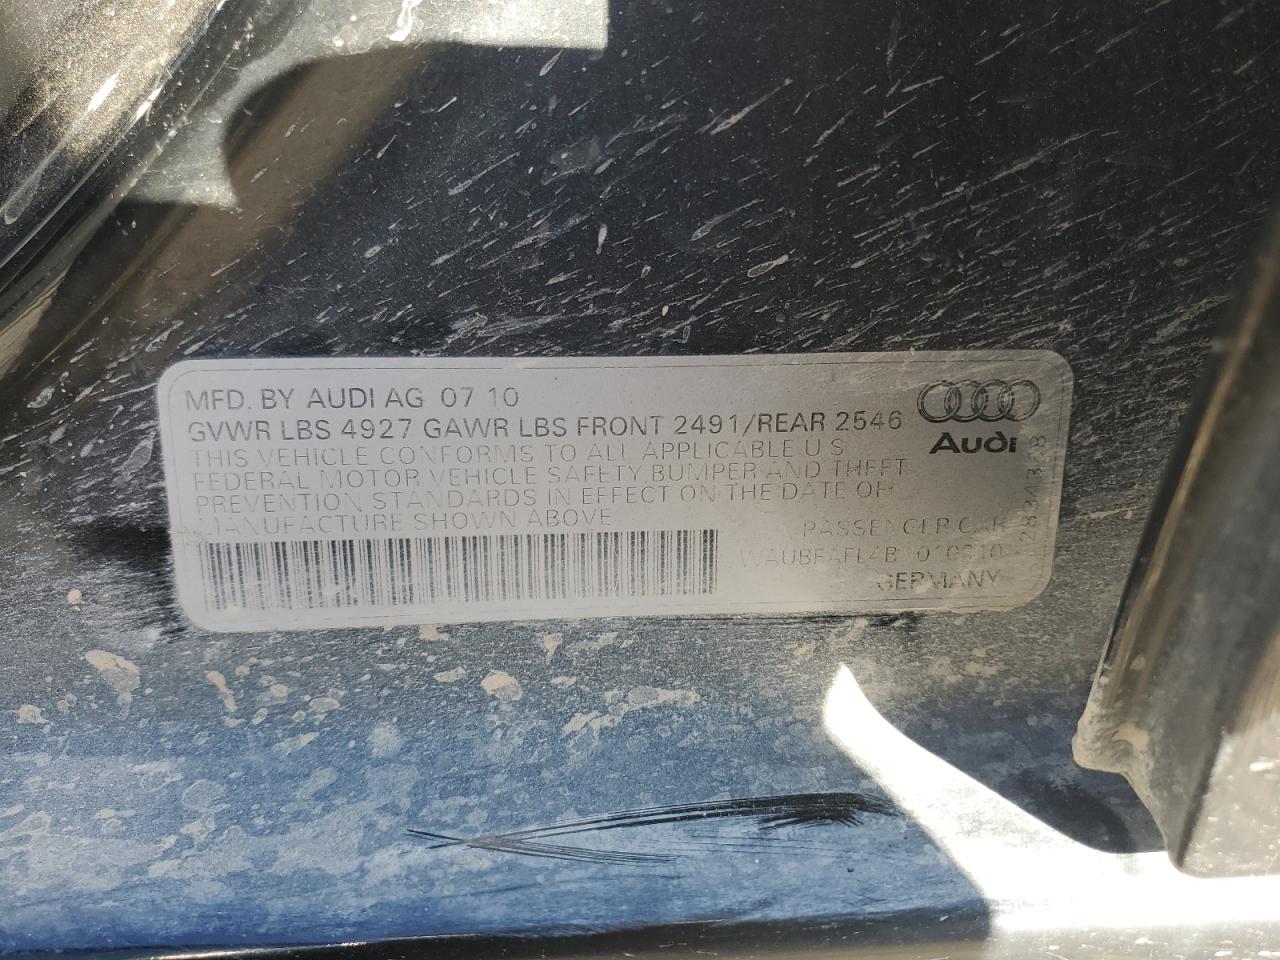 MFD. BY AUDI AG 07 10
GVWR LBS 4927 GAWR LBS FRONT 2491/REAR 2546
THIS VEHICLE CONFORMS TO ALL APPLICABLE U S
FEDERAL MOTOR VEHICLE SAFETY BUMPER AND THEFT
PREVENTION STANDARDS IN EFFECT ON THE DATE OF
MANUFACTURE SHOWN ABOVE
PASSENGER CAR
GERMANY
Audi